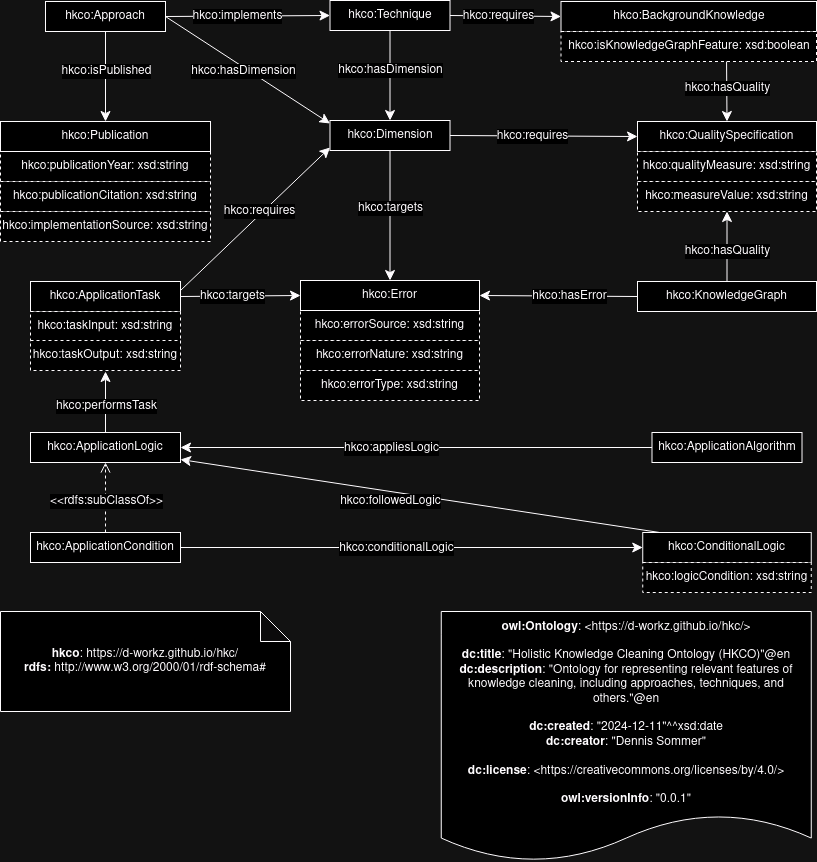 hkco:Approach
hkco:implements
hkco:Technique
hkco:requires
hkco:BackgroundKnowledge
hkco:isKnowledgeGraphFeature: xsd:boolean
hkco:isPublished
hkco:hasDimension
hkco:hasDimension
hkco:hasQuality
hkco:Publication
hkco:publicationYear: xsd:string
hkco:publicationCitation: xsd:string
hkco:implementationSource: xsd:string
hkco:Dimension
hkco:requires
hkco:QualitySpecification
hkco:qualityMeasure: xsd:string
hkco:measureValue: xsd:string
hkco:requires
hkco:targets
hkco:hasQuality
hkco:ApplicationTask
hkco:taskInput: xsd:string
hkco:taskOutput: xsd:string
hkco:targets
hkco:Error
hkco:errorSource: xsd:string
hkco:errorNature: xsd:string
hkco:errorType: xsd:string
hkco:hasError
hkco:KnowledgeGraph
hkco:performsTask
hkco:ApplicationLogic
hkco:appliesLogic
hkco:ApplicationAlgorithm
<<rdfs:subClassOf>>
hkco:followedLogic
hkco:ApplicationCondition
hkco:conditionalLogic
hkco:ConditionalLogic
hkco:logicCondition: xsd:string
hkco: https://d-workz.github.io/hkc/
rdfs: http://www.w3.org/2000/01/rdf-schema#
owl:Ontology: <https://d-workz.github.io/hkc/>
dc:title: "Holistic Knowledge Cleaning Ontology (HKCO)"@en
dc:description: "Ontology for representing relevant features of
knowledge cleaning, including approaches, techniques, and
others."@en
dc:created: "2024-12-11"^^xsd:date
dc:creator: "Dennis Sommer"
dc:license: <https://creativecommons.org/licenses/by/4.0/>
owl:versionInfo: "0.0.1"